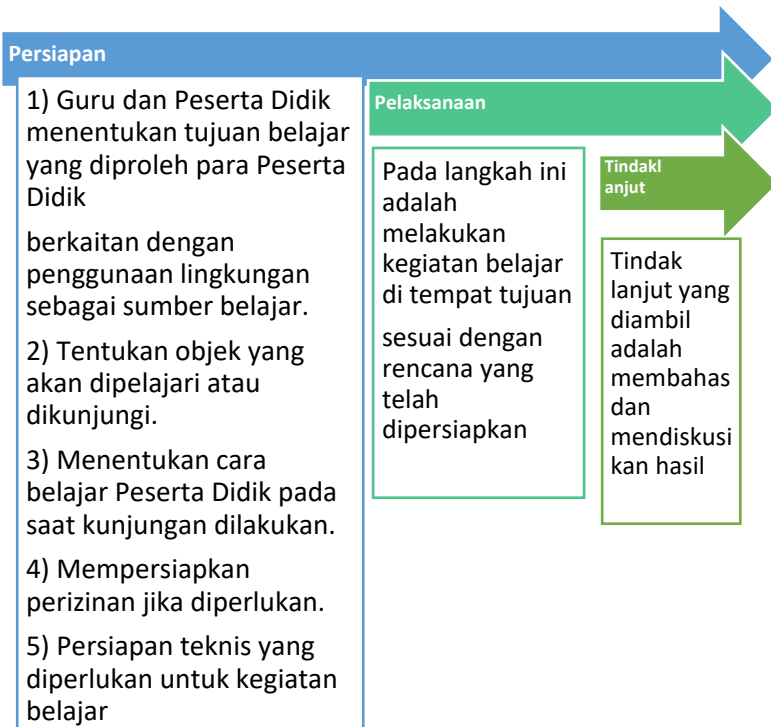 Persiapan
1) Guru dan Peserta Didik
menentukan tujuan belajar
yang diproleh para Peserta
Didik
berkaitan dengan
penggunaan lingkungan
sebagai sumber belajar.
2) Tentukan objek yang
akan dipelajari atau
dikunjungi.
3) Menentukan cara
belajar Peserta Didik pada
saat kunjungan dilakukan.
4) Mempersiapkan
perizinan jika diperlukan.
5) Persiapan teknis yang
diperlukan untuk kegiatan
belajar
Pelaksanaan
Pada langkah ini
adalah
melakukan
kegiatan belajar
di tempat tujuan
sesuai dengan
rencana yang
telah
dipersiapkan
Tindakl
anjut
Tindak
lanjut yang
diambil
adalah
membahas
dan
mendiskusi
kan hasil